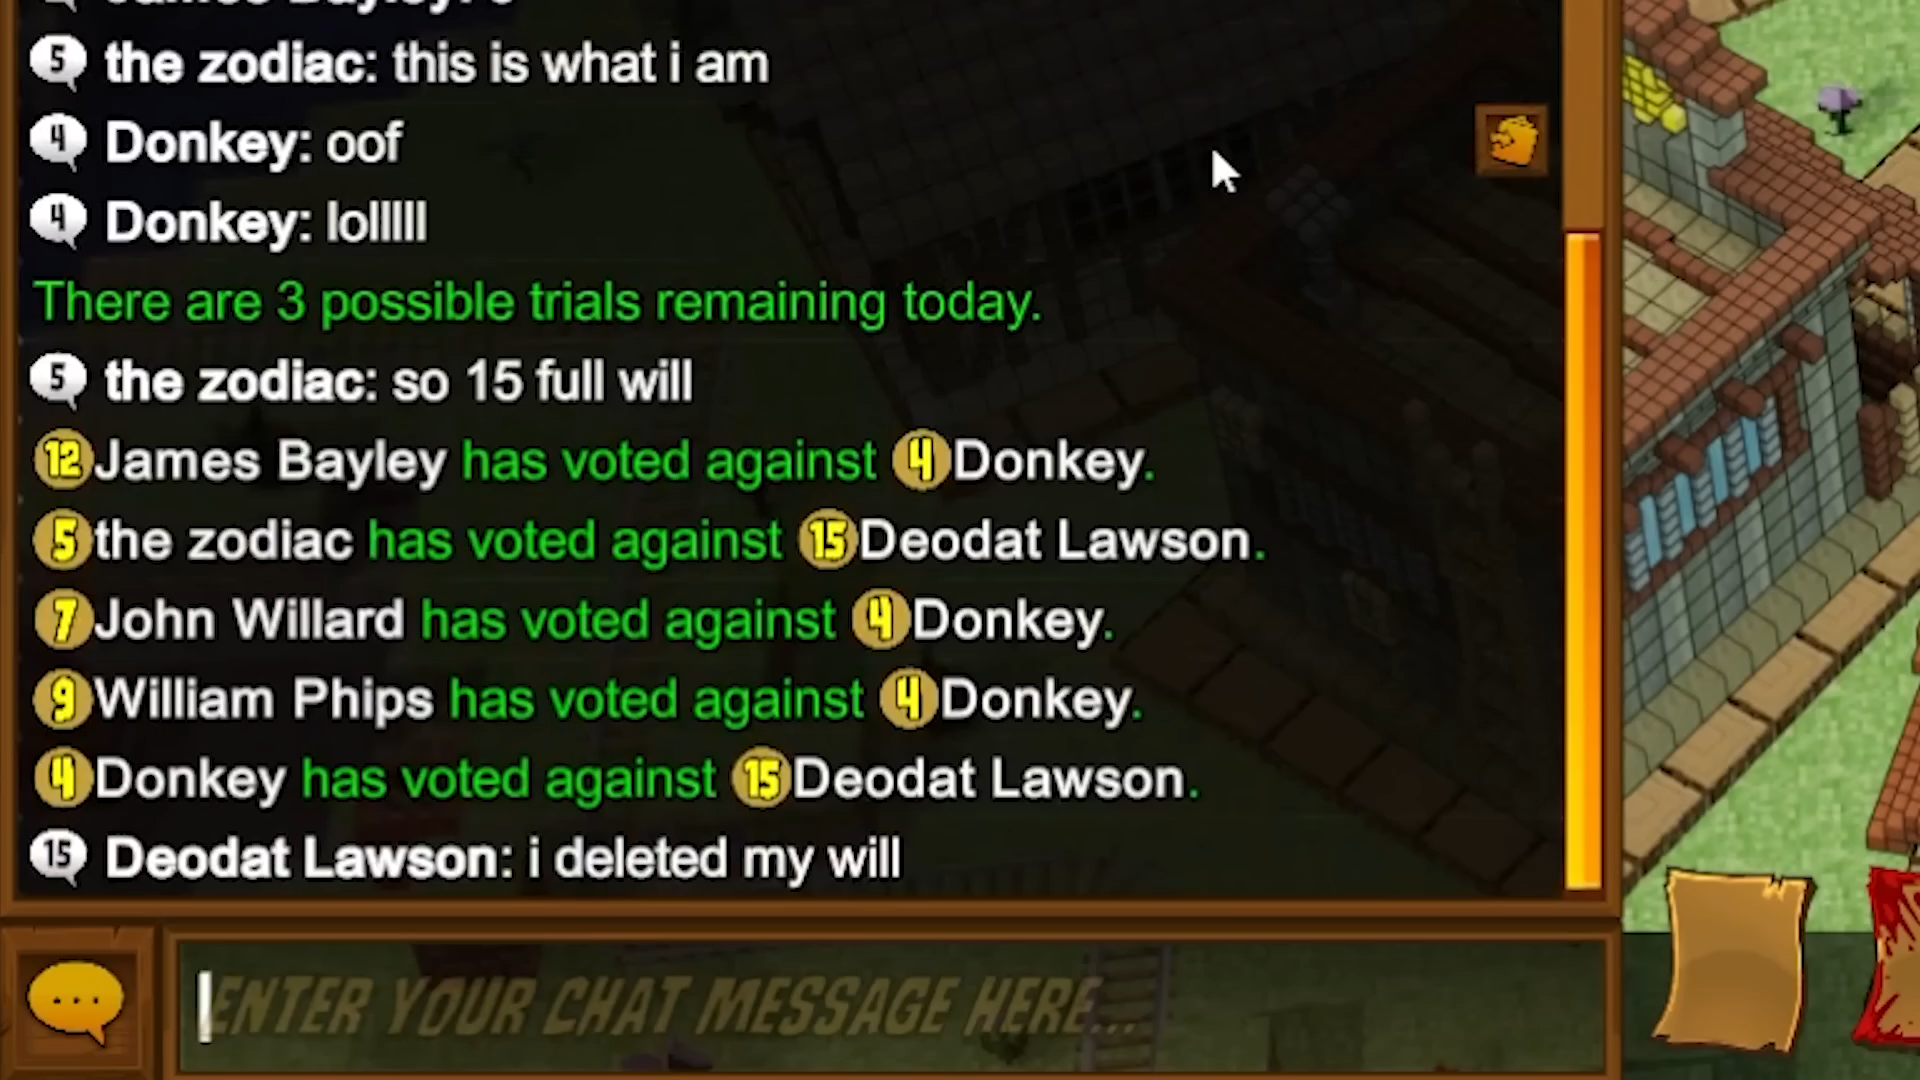 James Bayley:
5 the zodiac: this is what i am
4 Donkey: oof
4 Donkey: lolllll
There are 3 possible trials remaining today.
5 the zodiac: so 15 full will
12 James Bayley has voted against 4 Donkey.
5 the zodiac has voted against 15 Deodat Lawson.
7 John Willard has voted against 4 Donkey.
9 William Phips has voted against 4 Donkey.
4 Donkey has voted against 15 Deodat Lawson.
15 Deodat Lawson: i deleted my will
ENTER YOUR CHAT MESSAGE HERE...